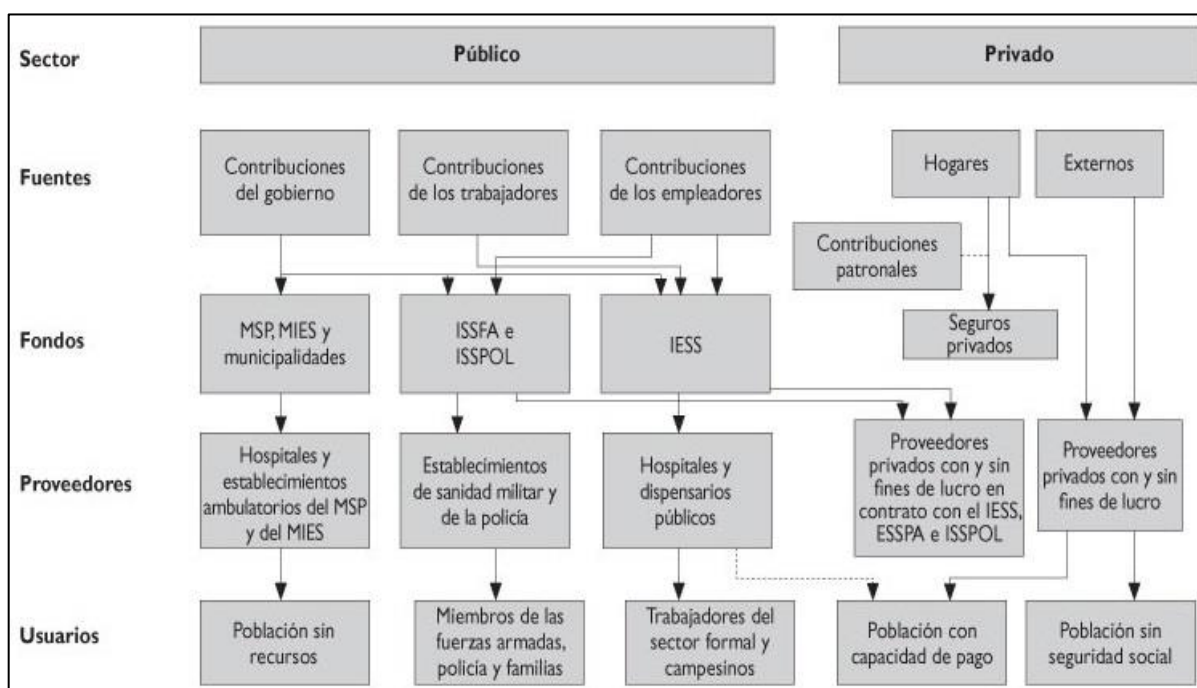 Sector
Público
Privado
Fuentes
Contribuciones
del gobierno
Contribuciones
de los trabajadores
Contribuciones
de los empleadores
Hogares
Externos
Contribuciones
patronales
Fondos
MSP, MIES y
municipalidades
ISSFA e
ISSPOL
IESS
Seguros
privados
Proveedores
Hospitales y
establecimientos
ambulatorios del MSP
y del MIES
Establecimientos
de sanidad militar y
de la policía
Hospitales y
dispensarios
públicos
Proveedores
privados con y sin
fines de lucro en
contrato con el IESS,
ESSPA e ISSPOL
Proveedores
privados con y sin
fines de lucro
Usuarios
Población sin
recursos
Miembros de las
fuerzas armadas,
policía y familias
Trabajadores del
sector formal y
campesinos
Población con
capacidad de pago
Población sin
seguridad social